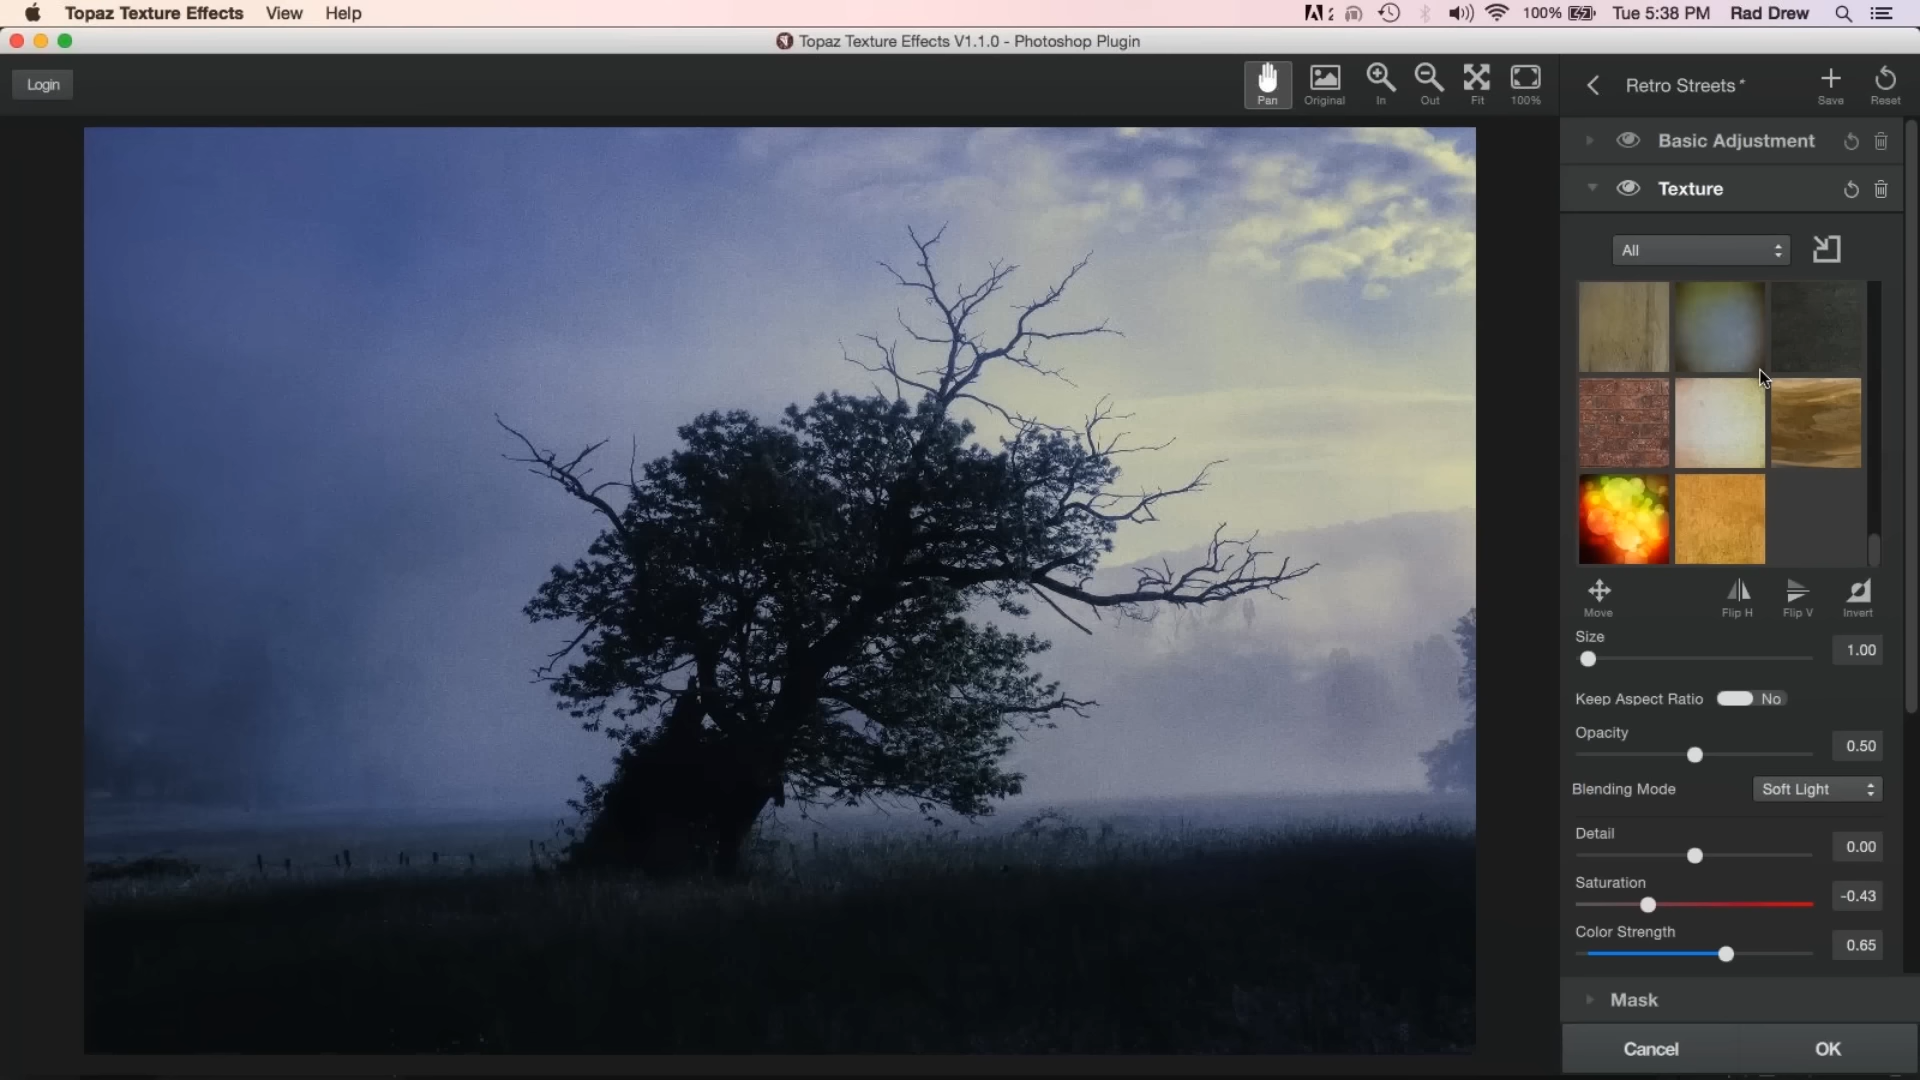 Topaz Texture Effects View Help 100% Tue 5:38 PM Rad Drew
Topaz Texture Effects V1.1.0 - Photoshop Plugin
Login
Pan Original In Out Fit 100%
Retro Streets*
Save Reset
Basic Adjustment
Texture
All
Move Flip H Flip V Invert
Size
1.00
Keep Aspect Ratio No
Opacity
0.50
Blending Mode Soft Light
Detail
0.00
Saturation
-0.43
Color Strength
0.65
Mask
Cancel OK